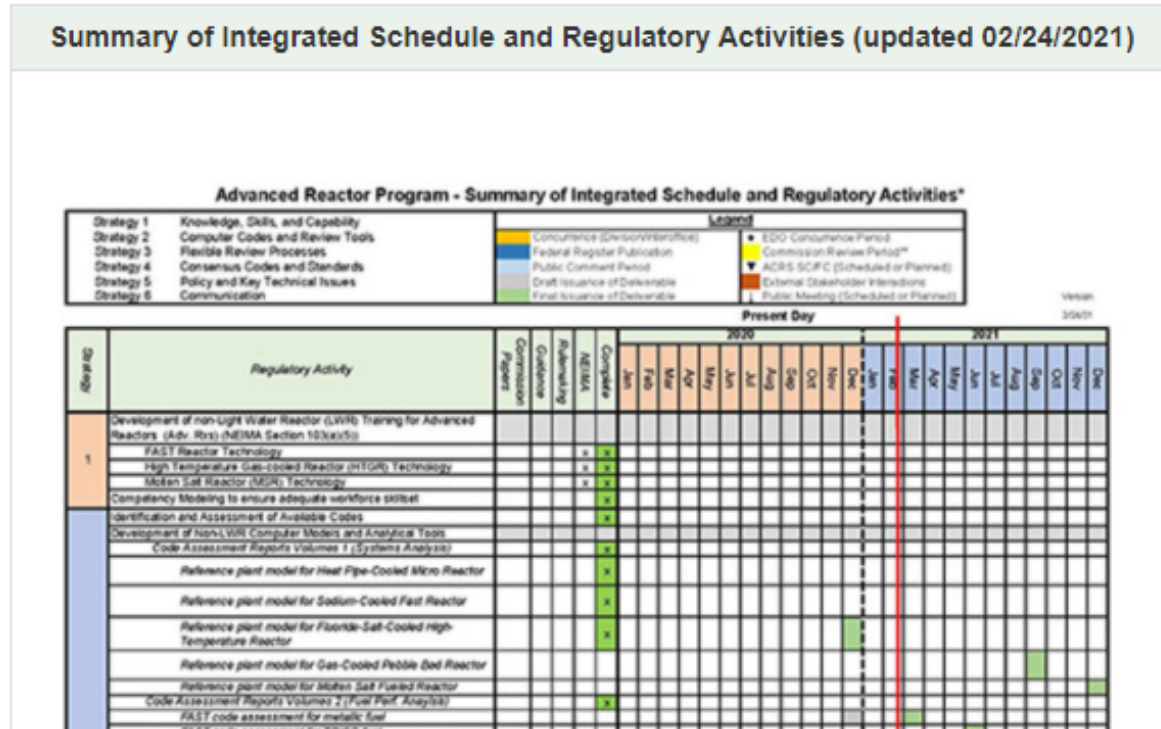 Summary of Integrated Schedule and Regulatory Activities (updated 02/24/2021)
Advanced Reactor Program - Summary of Integrated Schedule and Regulatory Activities*
Legend
Strategy 1 Knowledge, Skills, and Capability
Strategy 2 Computer Codes and Review Tools Concurrence (Division/Interoffice) EDO Concurrence Period
Strategy 3 Flexible Review Processes Federal Register Publication Commission Review Period**
Strategy 4 Consensus Codes and Standards Public Comment Period ▼ ACRS SC/FC (Scheduled or Planned)
Strategy 5 Policy and Key Technical Issues Draft Issuance of Deliverable External Stakeholder Interactions
Strategy 6 Communication Final Issuance of Deliverable Public Meeting (Scheduled or Planned)
Version
Present Day
2020 2021
Strategy Regulatory Activity Commission Papers Guidance Rulemaking NEIMA Complete Jan Feb Mar Apr May Jun Jul Aug Sep Oct Nov Dec Jan Feb Mar Apr May Jun Jul Aug Sep Oct Nov Dec
1
Development of non-Light Water Reactor (LWR) Training for Advanced
Reactors (Adv. Rxs) (NEIMA Section 103(a)(5))
FAST Reactor Technology x x
High Temperature Gas-cooled Reactor (HTGR) Technology x x
Molten Salt Reactor (MSR) Technology x x
Competency Modeling to ensure adequate workforce skillset x
Identification and Assessment of Available Codes x
Development of Non-LWR Computer Models and Analytical Tools
Code Assessment Reports Volumes 1 (Systems Analysis) x
Reference plant model for Heat Pipe-Cooled Micro Reactor x
Reference plant model for Sodium-Cooled Fast Reactor x
Reference plant model for Fluoride-Salt-Cooled High-
Temperature Reactor x
Reference plant model for Gas-Cooled Pebble Bed Reactor
Reference plant model for Molten Salt Fueled Reactor
Code Assessment Reports Volumes 2 (Fuel Perf. Anaylsis) x
FAST code assessment for metallic fuel